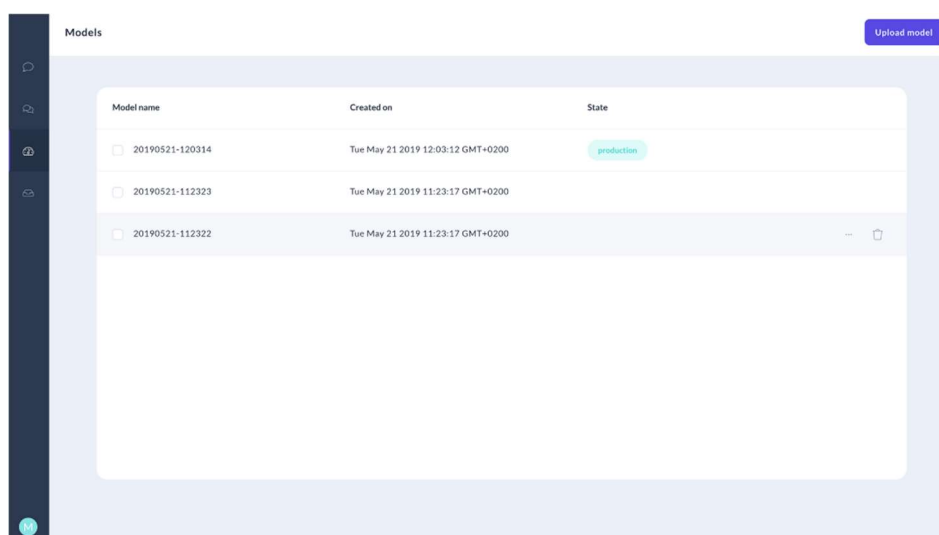 Models
Upload model
Model name Created on State
20190521-120314 Tue May 21 2019 12:03:12 GMT+0200 production
20190521-112323 Tue May 21 2019 11:23:17 GMT+0200
20190521-112322 Tue May 21 2019 11:23:17 GMT+0200 ...
M